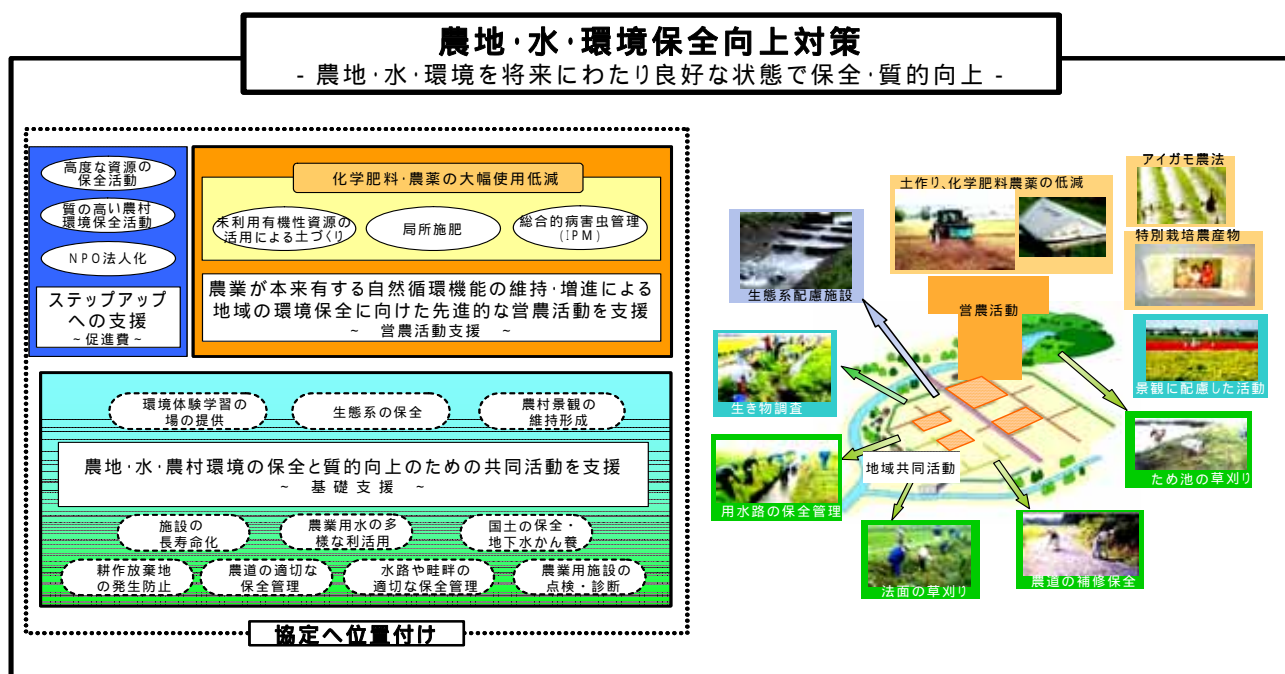 農地・水・環境保全向上対策
- 農地・水・環境を将来にわたり良好な状態で保全・質的向上 -
高度な資源の
保全活動
質の高い農村
環境保全活動
NPO法人化
ステップアップ
への支援
~促進費~
化学肥料・農薬の大幅使用低減
未利用有機性資源の
活用による土づくり
局所施肥
総合的病害虫管理
(IPM)
農業が本来有する自然循環機能の維持・増進による
地域の環境保全に向けた先進的な営農活動を支援
~ 営農活動支援 ~
環境体験学習の
場の提供
生態系の保全
農村景観の
維持形成
農地・水・農村環境の保全と質的向上のための共同活動を支援
~ 基礎支援 ~
施設の
長寿命化
農業用水の多
様な利活用
国土の保全・
地下水かん養
耕作放棄地
の発生防止
農道の適切な
保全管理
水路や畦畔の
適切な保全管理
農業用施設の
点検・診断
協定へ位置付け
アイガモ農法
土作り、化学肥料農薬の低減
特別栽培農産物
生態系配慮施設
営農活動
生き物調査
景観に配慮した活動
地域共同活動
ため池の草刈り
用水路の保全管理
法面の草刈り
農道の補修保全